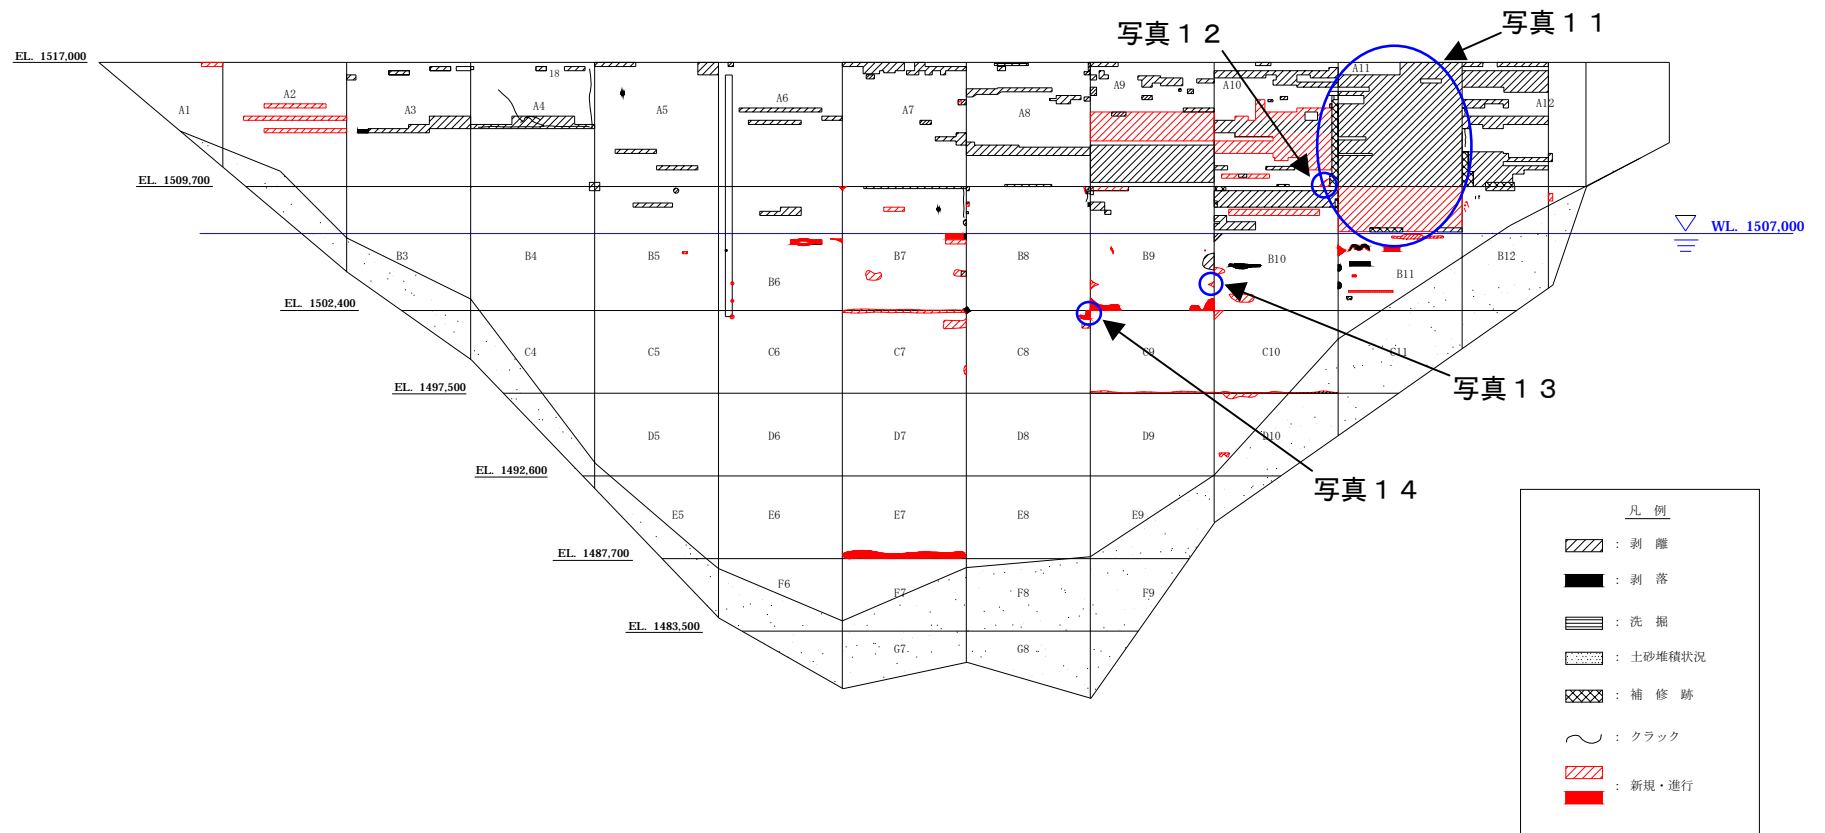 写真１１
写真１２
EL. 1517,000
A1
A2
A3
18
A4
A5
A6
A7
A8
A9
A10
A11
A12
EL. 1509,700
WL. 1507,000
B3
B4
B5
B6
B7
B8
B9
B10
B11
B12
EL. 1502,400
C4
C5
C6
C7
C8
C9
C10
C11
EL. 1497,500
写真１３
D5
D6
D7
D8
D9
D10
EL. 1492,600
写真１４
E5
E6
E7
E8
E9
EL. 1487,700
F6
F7
F8
F9
EL. 1483,500
G7
G8
凡 例
： 剥 離
： 剥 落
： 洗 掘
： 土砂堆積状況
： 補 修 跡
： クラック
： 新規・進行